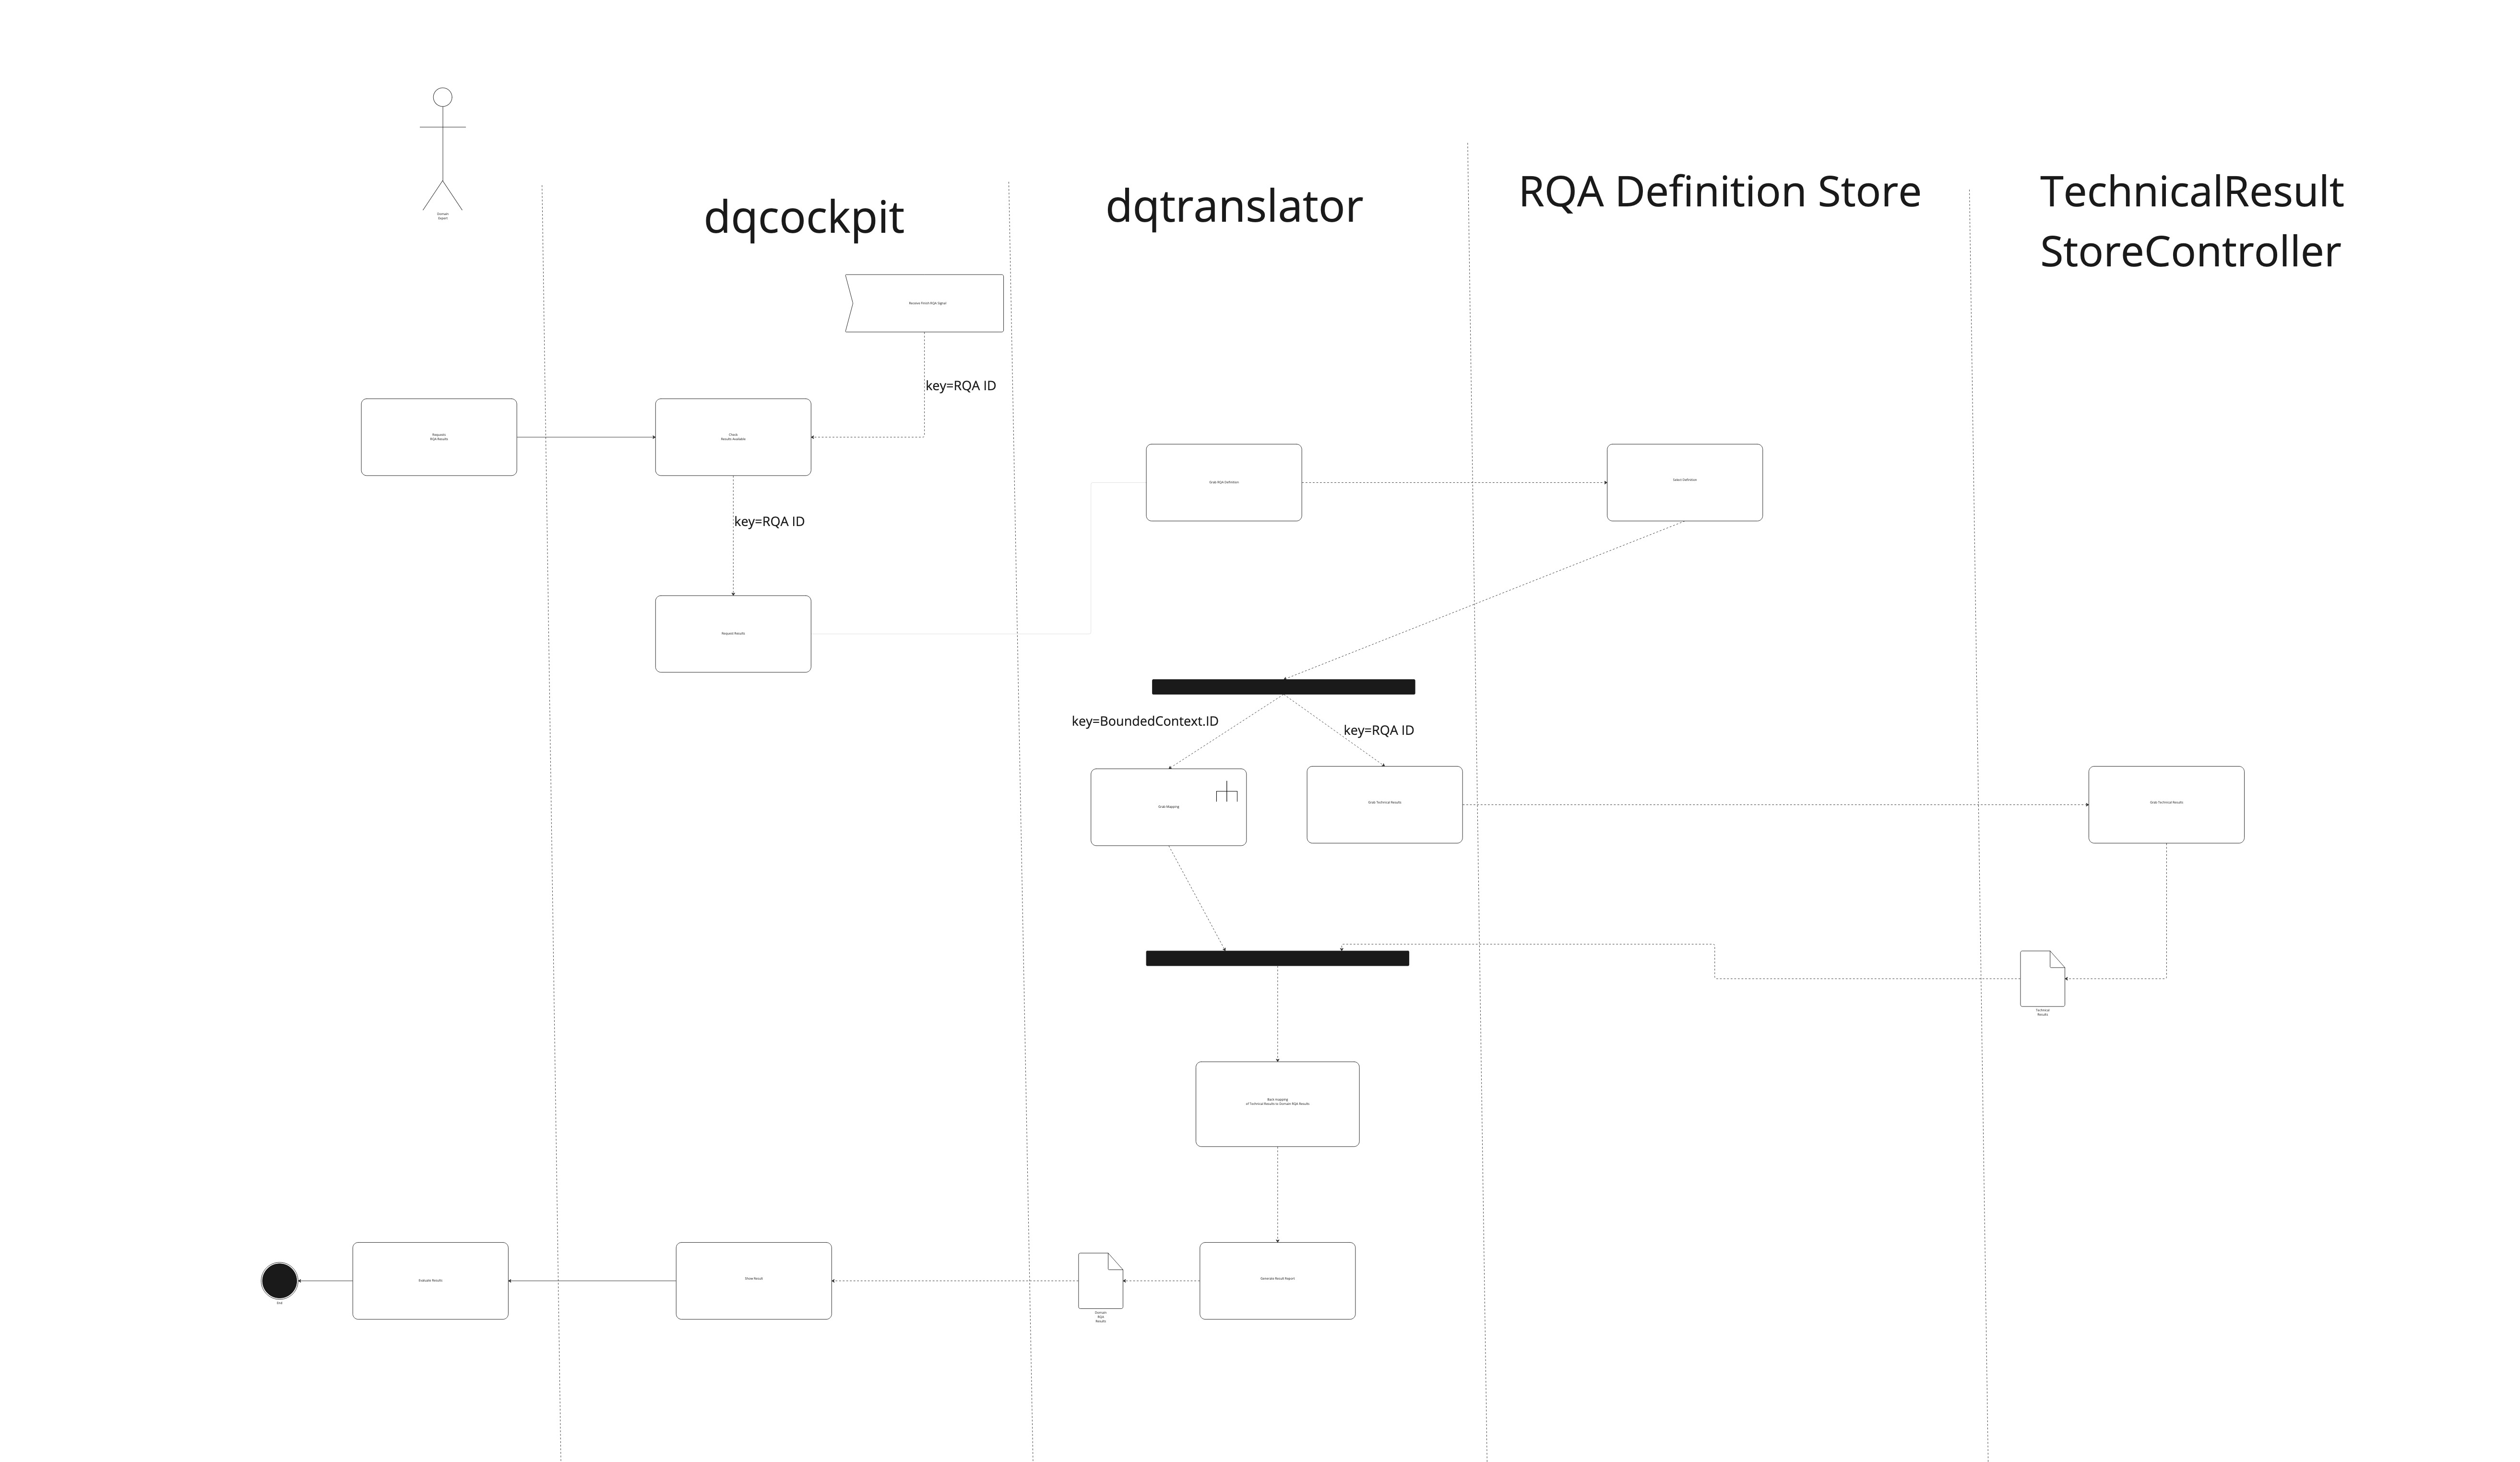 Domain
Expert
dqcockpit
dqtranslator
RQA Definition Store
TechnicalResult
StoreController
Receive Finish RQA Signal
key=RQA ID
Requests
RQA Results
Check
Results Available
Grab RQA Definition
Select Definition
key=RQA ID
Request Results
key=BoundedContext.ID
key=RQA ID
Grab Mapping
Grab Technical Results
Grab Technical Results
Technical
Results
Back mapping
of Technical Results to Domain RQA Results
Evaluate Results
Show Result
Generate Result Report
End
Domain
RQA
Results